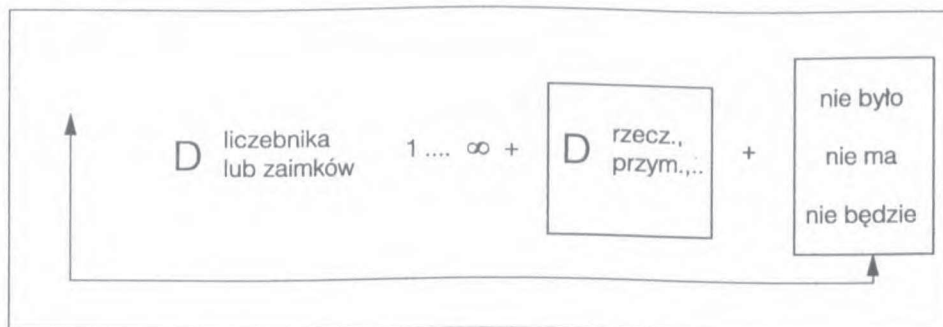 D liczebnika
lub zaimków
1 .... ∞ +
D rzecz.,
przym.,..
+
nie było
nie ma
nie będzie